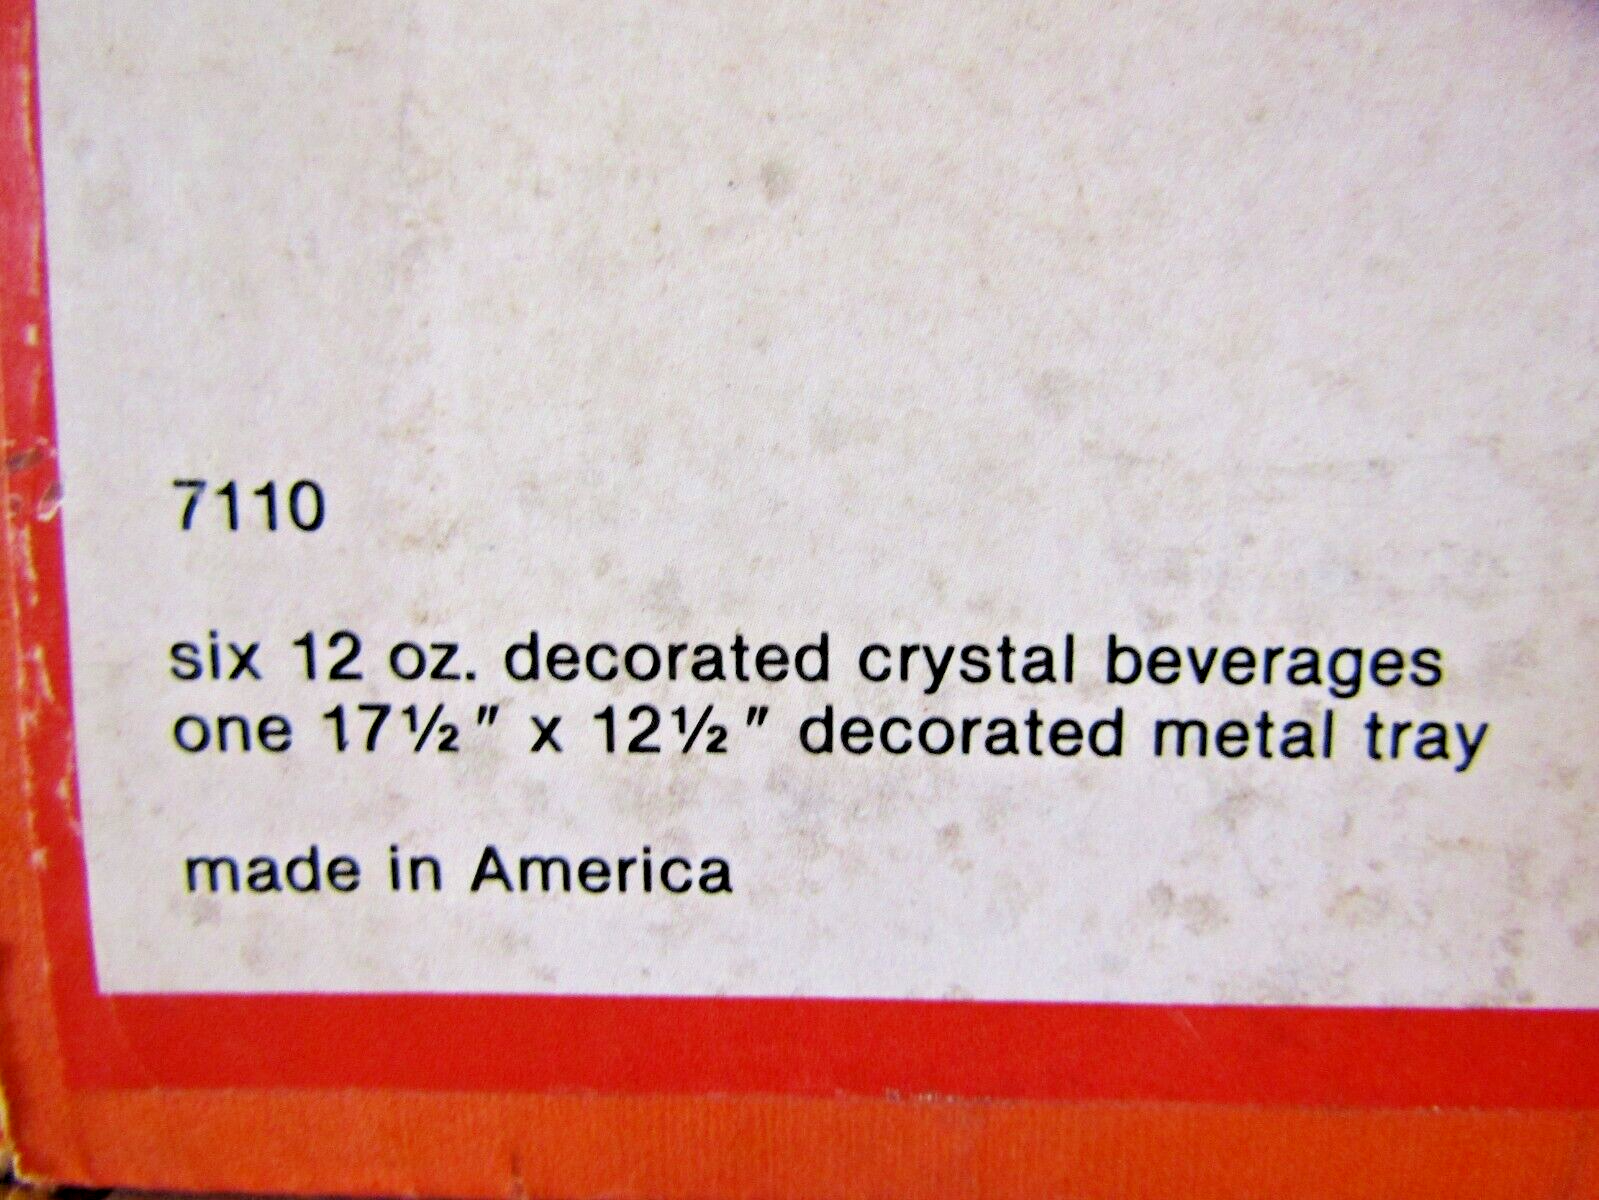 7110
six 12 oz. decorated crystal beverages
one 17½" x 12½" decorated metal tray
made in America